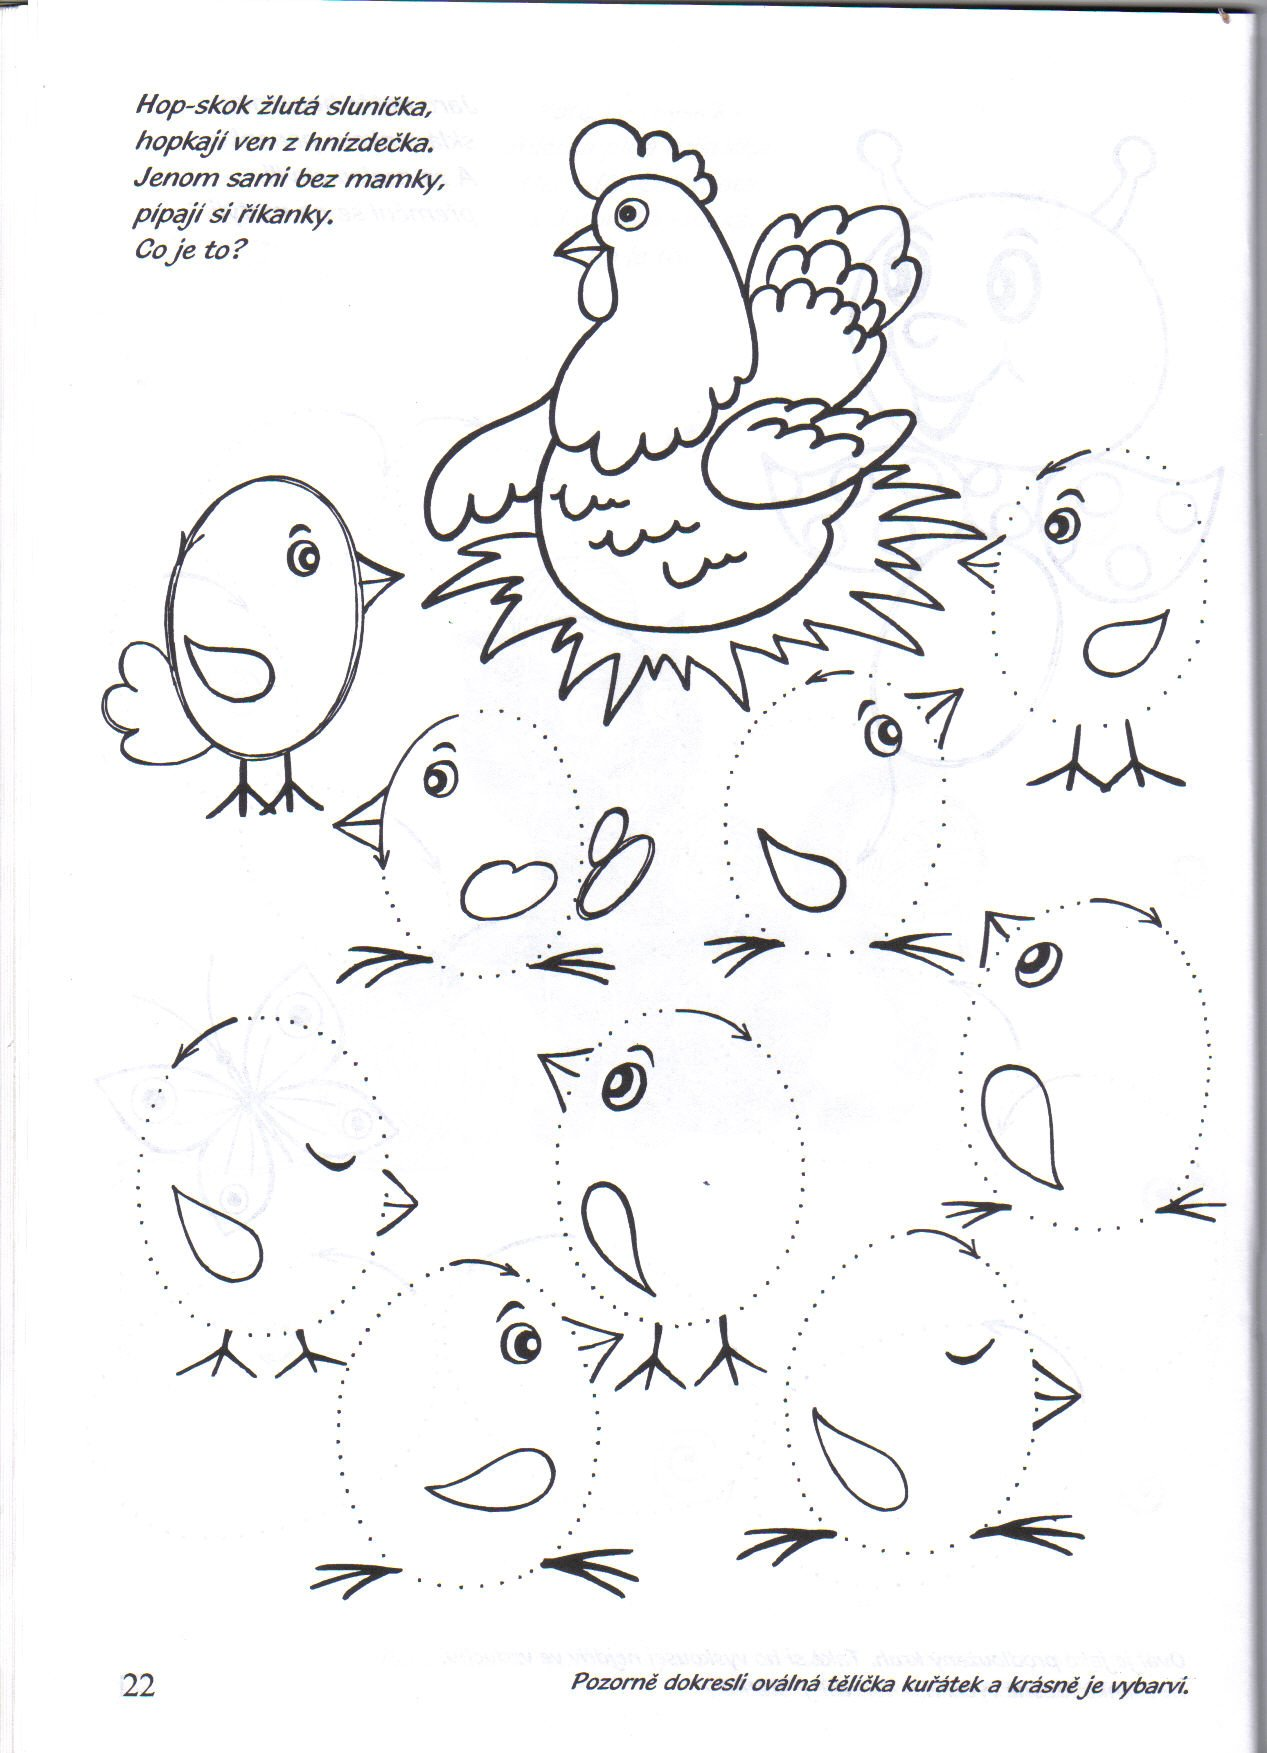 Hop-skok žlutá sluníčka,
hopkají ven z hnízdečka.
Jenom sami bez mamky,
pípají si říkanky.
Co je to?
22
Pozorně dokresli oválná tělíčka kuřátek a krásně je vybarvi.